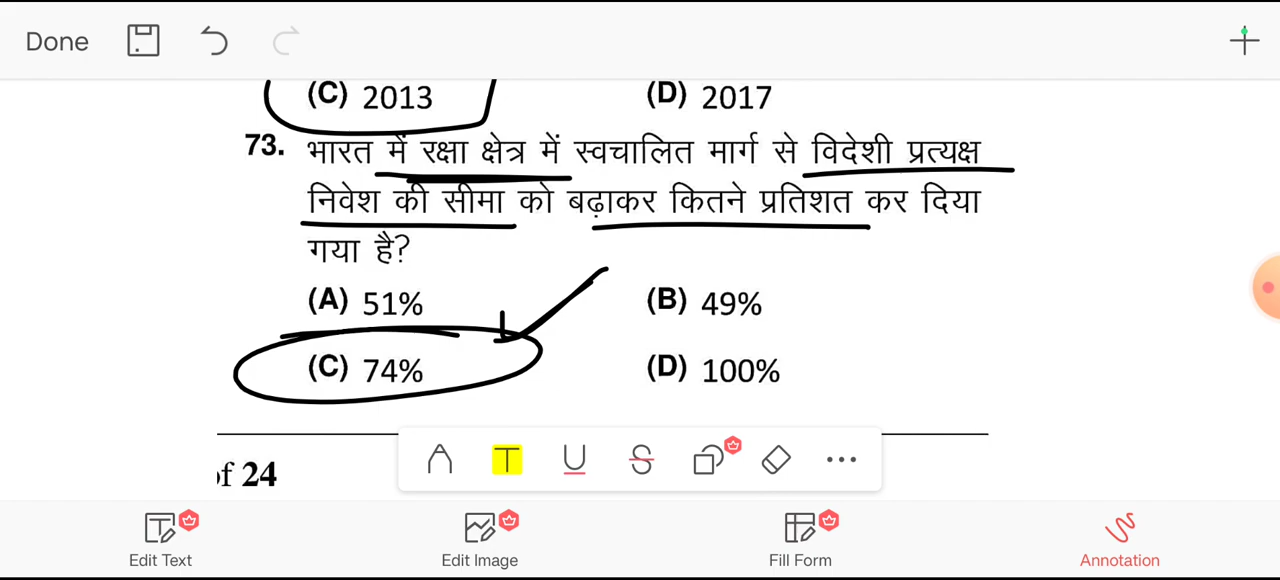 Done
(C) 2013 (D) 2017
73. भारत में रक्षा क्षेत्र में स्वचालित मार्ग से विदेशी प्रत्यक्ष
निवेश की सीमा को बढ़ाकर कितने प्रतिशत कर दिया
गया है?
(A) 51% (B) 49%
(C) 74% (D) 100%
of 24
Edit Text Edit Image Fill Form Annotation